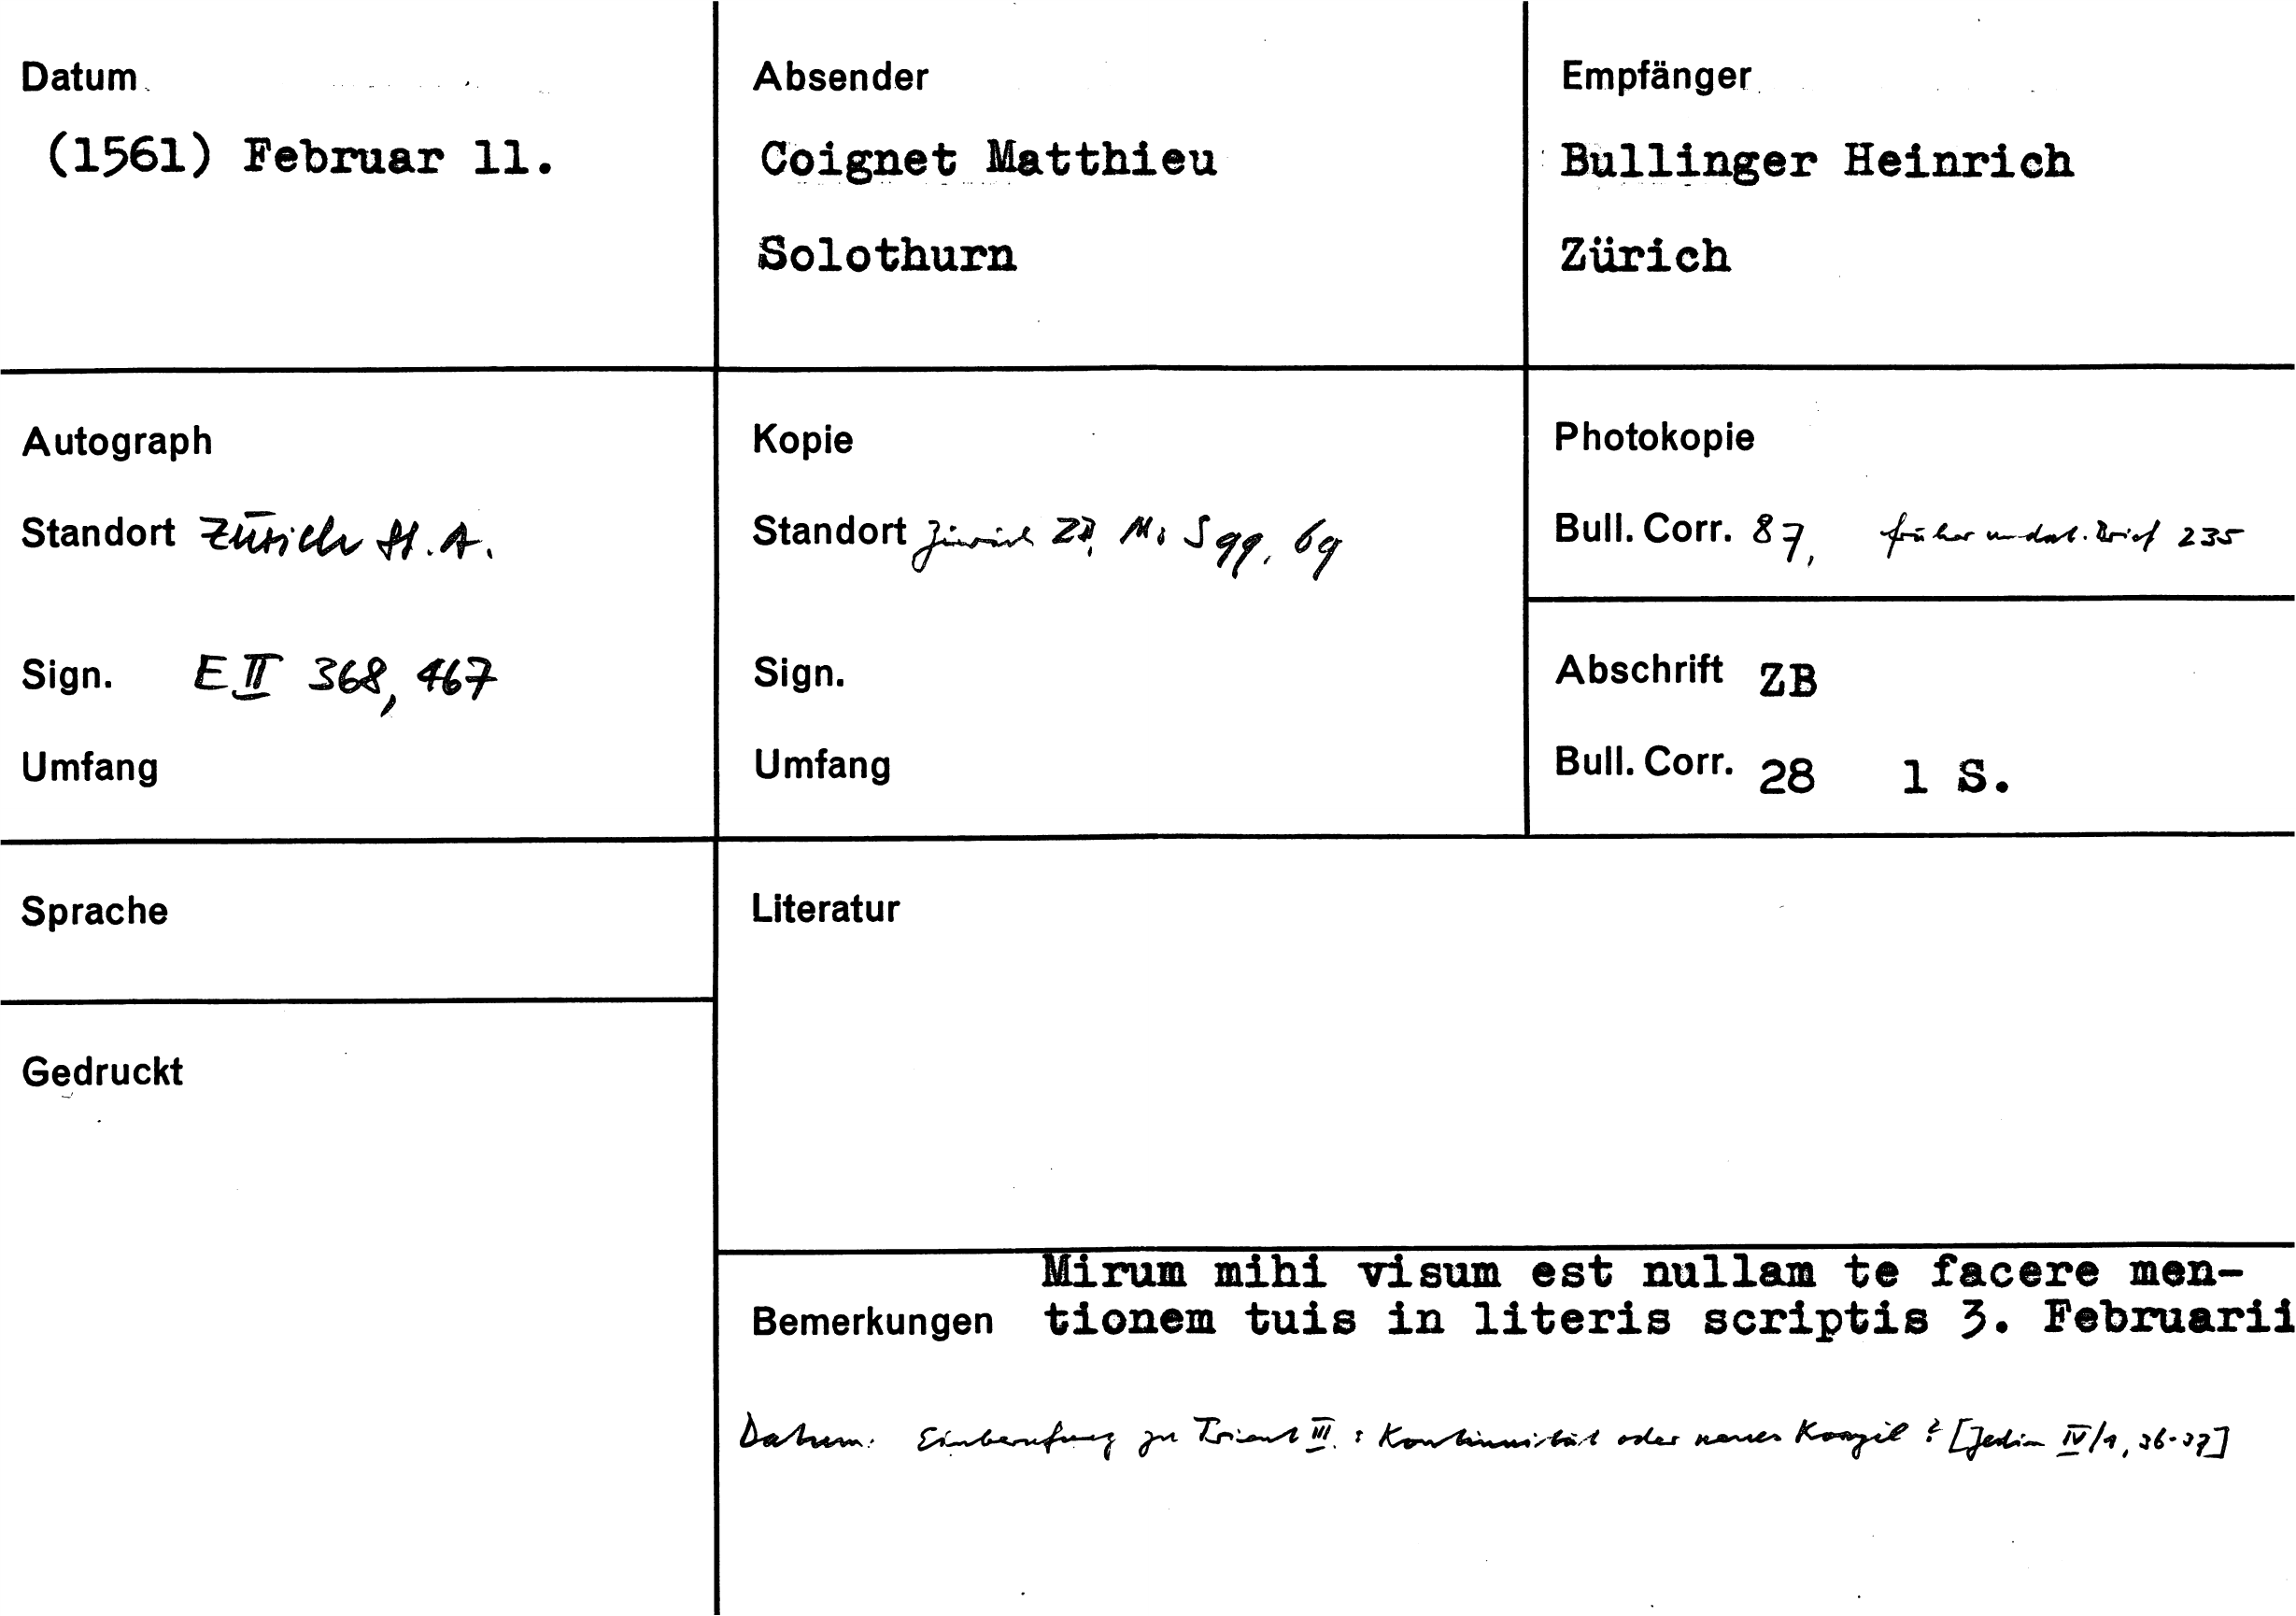 Datum
(1561) Februar 11.
Absender
Coignet Matthieu
Solothurn
Empfänger
Bullinger Heinrich
Zürich
Autograph
Standort Zürich St.A.
Sign. E II 368, 467
Umfang
Kopie
Standort Zürich ZB, Ms S 99, 69
Sign.
Umfang
Photokopie
Bull. Corr. 87, früher undat. Brief 235
Abschrift ZB
Bull. Corr. 28 1 S.
Sprache
Literatur
Gedruckt
Mirum mihi visum est nullam te facere men-
Bemerkungen tionem tuis in literis scriptis 3. Februarii
Datum: Einberufung zu Trient III: Kontinuität oder neues Konzil? [Jedin IV/1, 36-37]